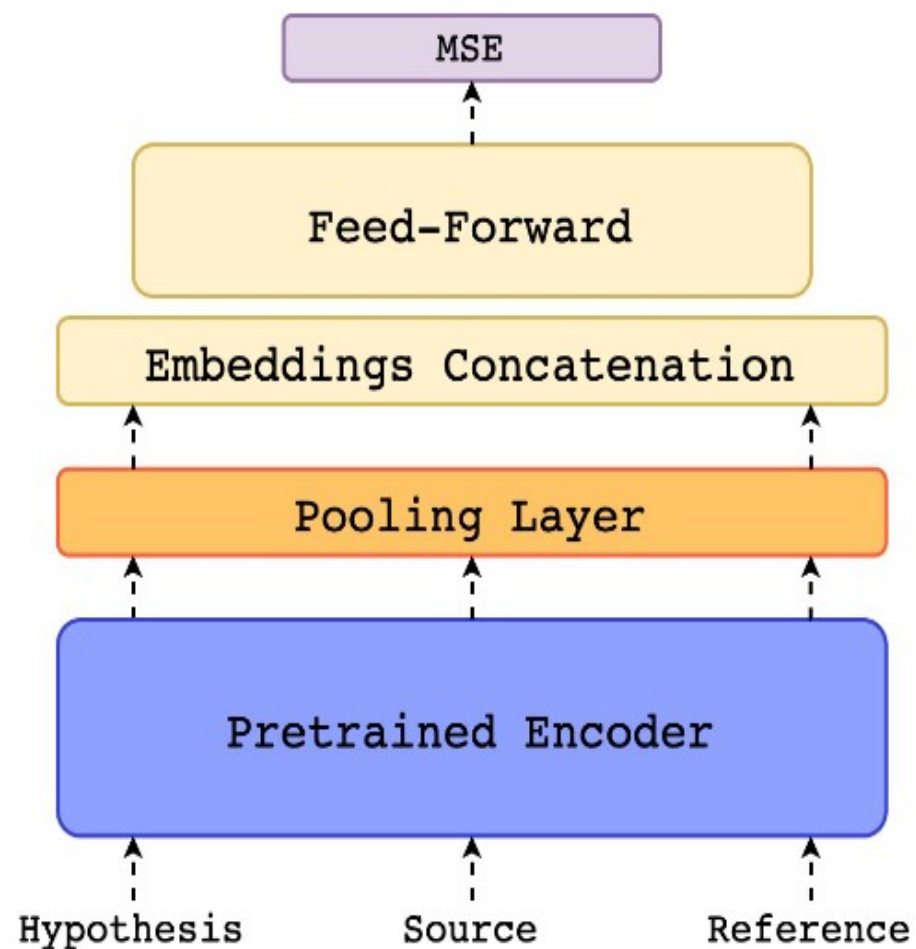 MSE
Feed-Forward
Embeddings Concatenation
Pooling Layer
Pretrained Encoder
Hypothesis Source Reference